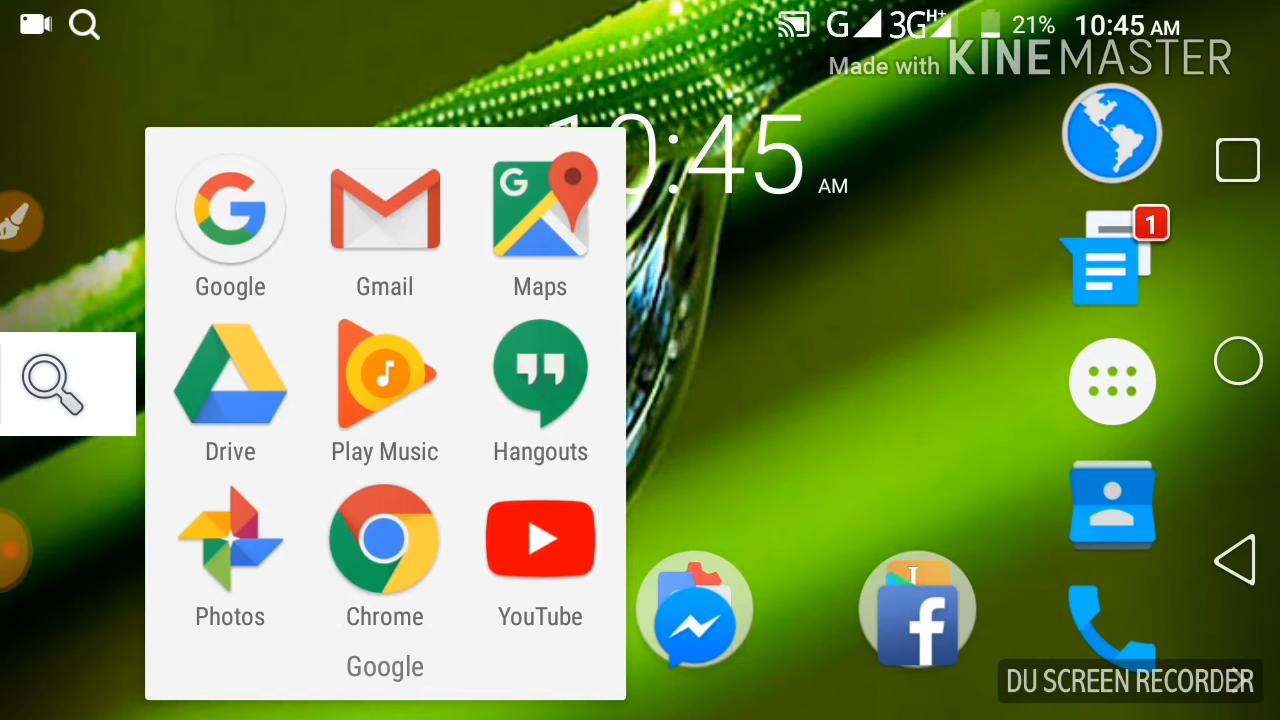 G 3G H+ 21% 10:45 AM
Made with KINEMASTER
10:45 AM
1
G
Google Gmail Maps
Drive Play Music Hangouts
Photos Chrome YouTube
Google
f
DU SCREEN RECORDER